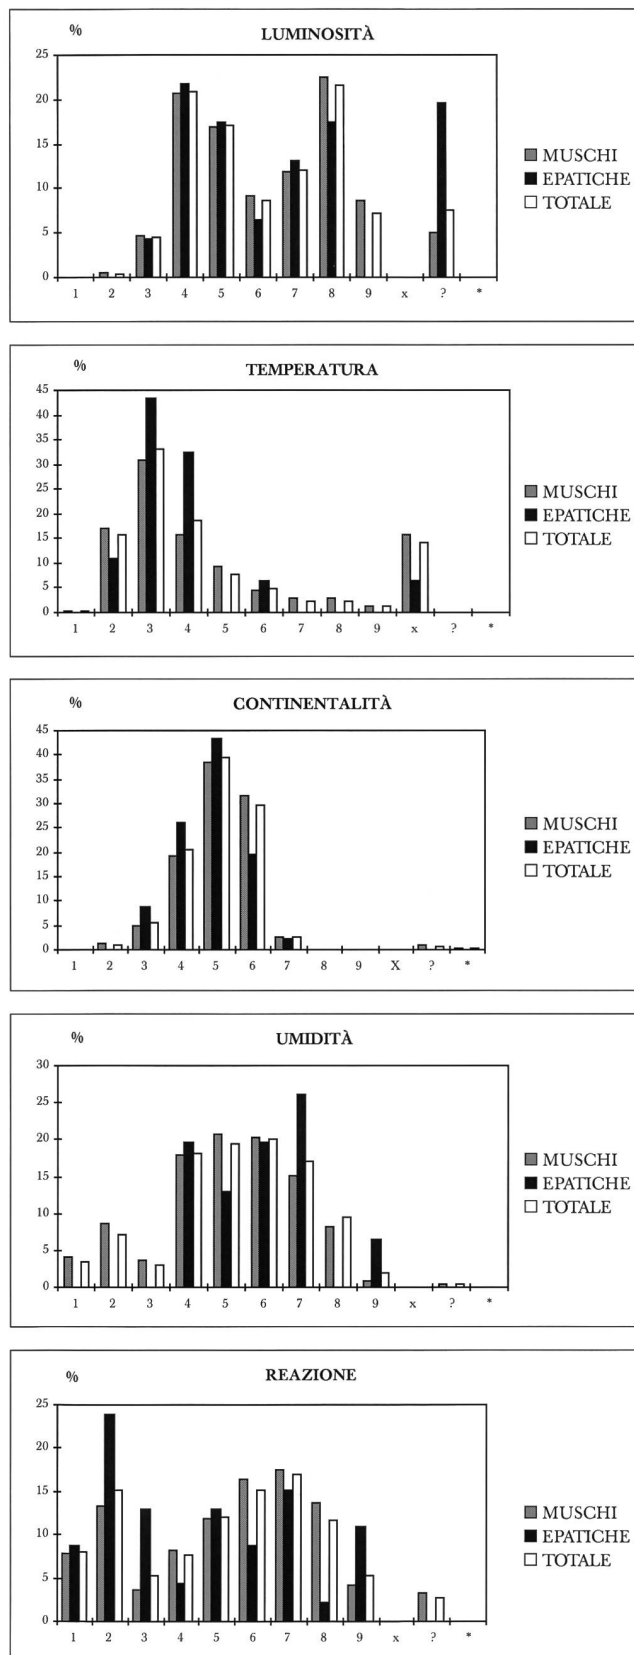 % LUMINOSITÀ
25
20
15
10
5
0
1 2 3 4 5 6 7 8 9 x ? *
MUSCHI
EPATICHE
TOTALE
% TEMPERATURA
45
40
35
30
25
20
15
10
5
0
1 2 3 4 5 6 7 8 9 x ? *
MUSCHI
EPATICHE
TOTALE
% CONTINENTALITÀ
45
40
35
30
25
20
15
10
5
0
1 2 3 4 5 6 7 8 9 X ? *
MUSCHI
EPATICHE
TOTALE
% UMIDITÀ
30
25
20
15
10
5
0
1 2 3 4 5 6 7 8 9 x ? *
MUSCHI
EPATICHE
TOTALE
% REAZIONE
25
20
15
10
5
0
1 2 3 4 5 6 7 8 9 x ? *
MUSCHI
EPATICHE
TOTALE